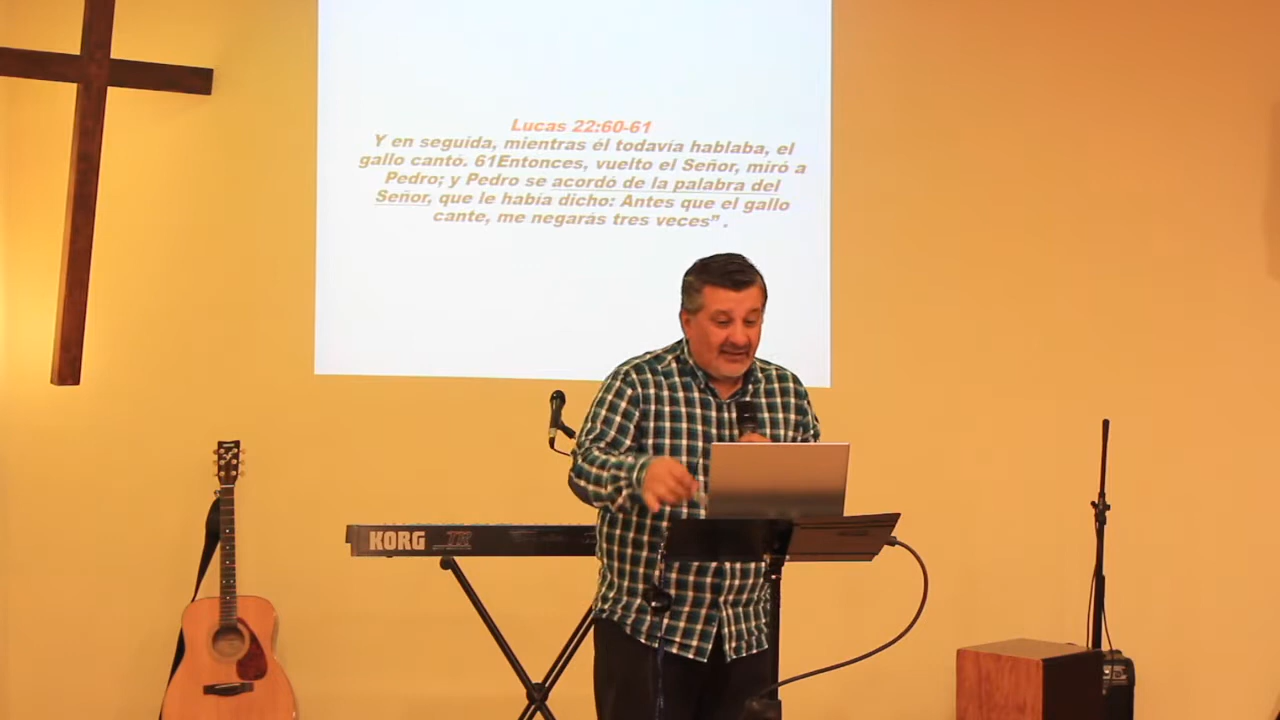 Lucas 22:60-61
Y en seguida, mientras él todavía hablaba, el
gallo cantó. 61Entonces, vuelto el Señor, miró a
Pedro; y Pedro se acordó de la palabra del
Señor, que le había dicho: Antes que el gallo
cante, me negarás tres veces” .
KORG